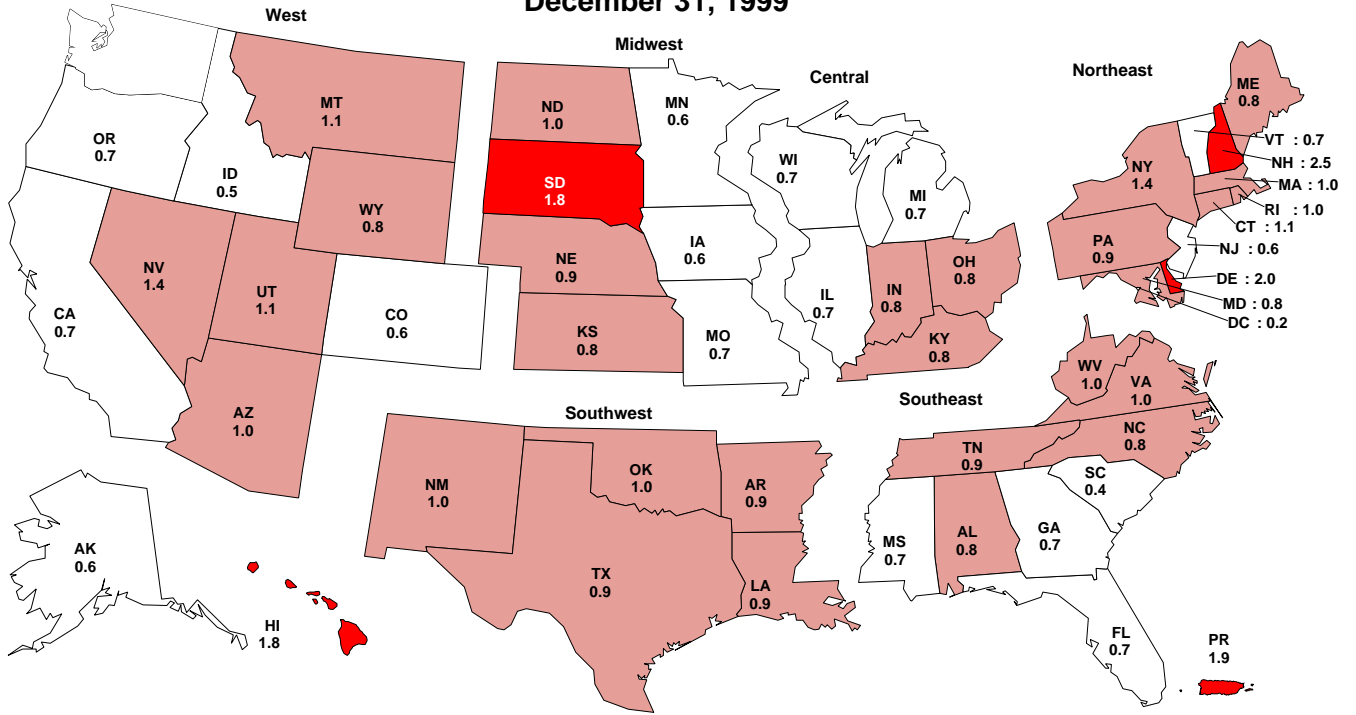 December 31, 1999
West
Midwest
Central
Northeast
OR
0.7
ID
0.5
MT
1.1
WY
0.8
CA
0.7
NV
1.4
UT
1.1
CO
0.6
AZ
1.0
AK
0.6
HI
1.8
ND
1.0
SD
1.8
NE
0.9
KS
0.8
MN
0.6
IA
0.6
MO
0.7
WI
0.7
MI
0.7
IL
0.7
IN
0.8
OH
0.8
KY
0.8
ME
0.8
VT : 0.7
NH : 2.5
MA : 1.0
RI : 1.0
CT : 1.1
NJ : 0.6
DE : 2.0
MD : 0.8
DC : 0.2
NY
1.4
PA
0.9
Southwest
NM
1.0
OK
1.0
AR
0.9
TX
0.9
LA
0.9
Southeast
WV
1.0
VA
1.0
NC
0.8
TN
0.9
SC
0.4
MS
0.7
AL
0.8
GA
0.7
FL
0.7
PR
1.9